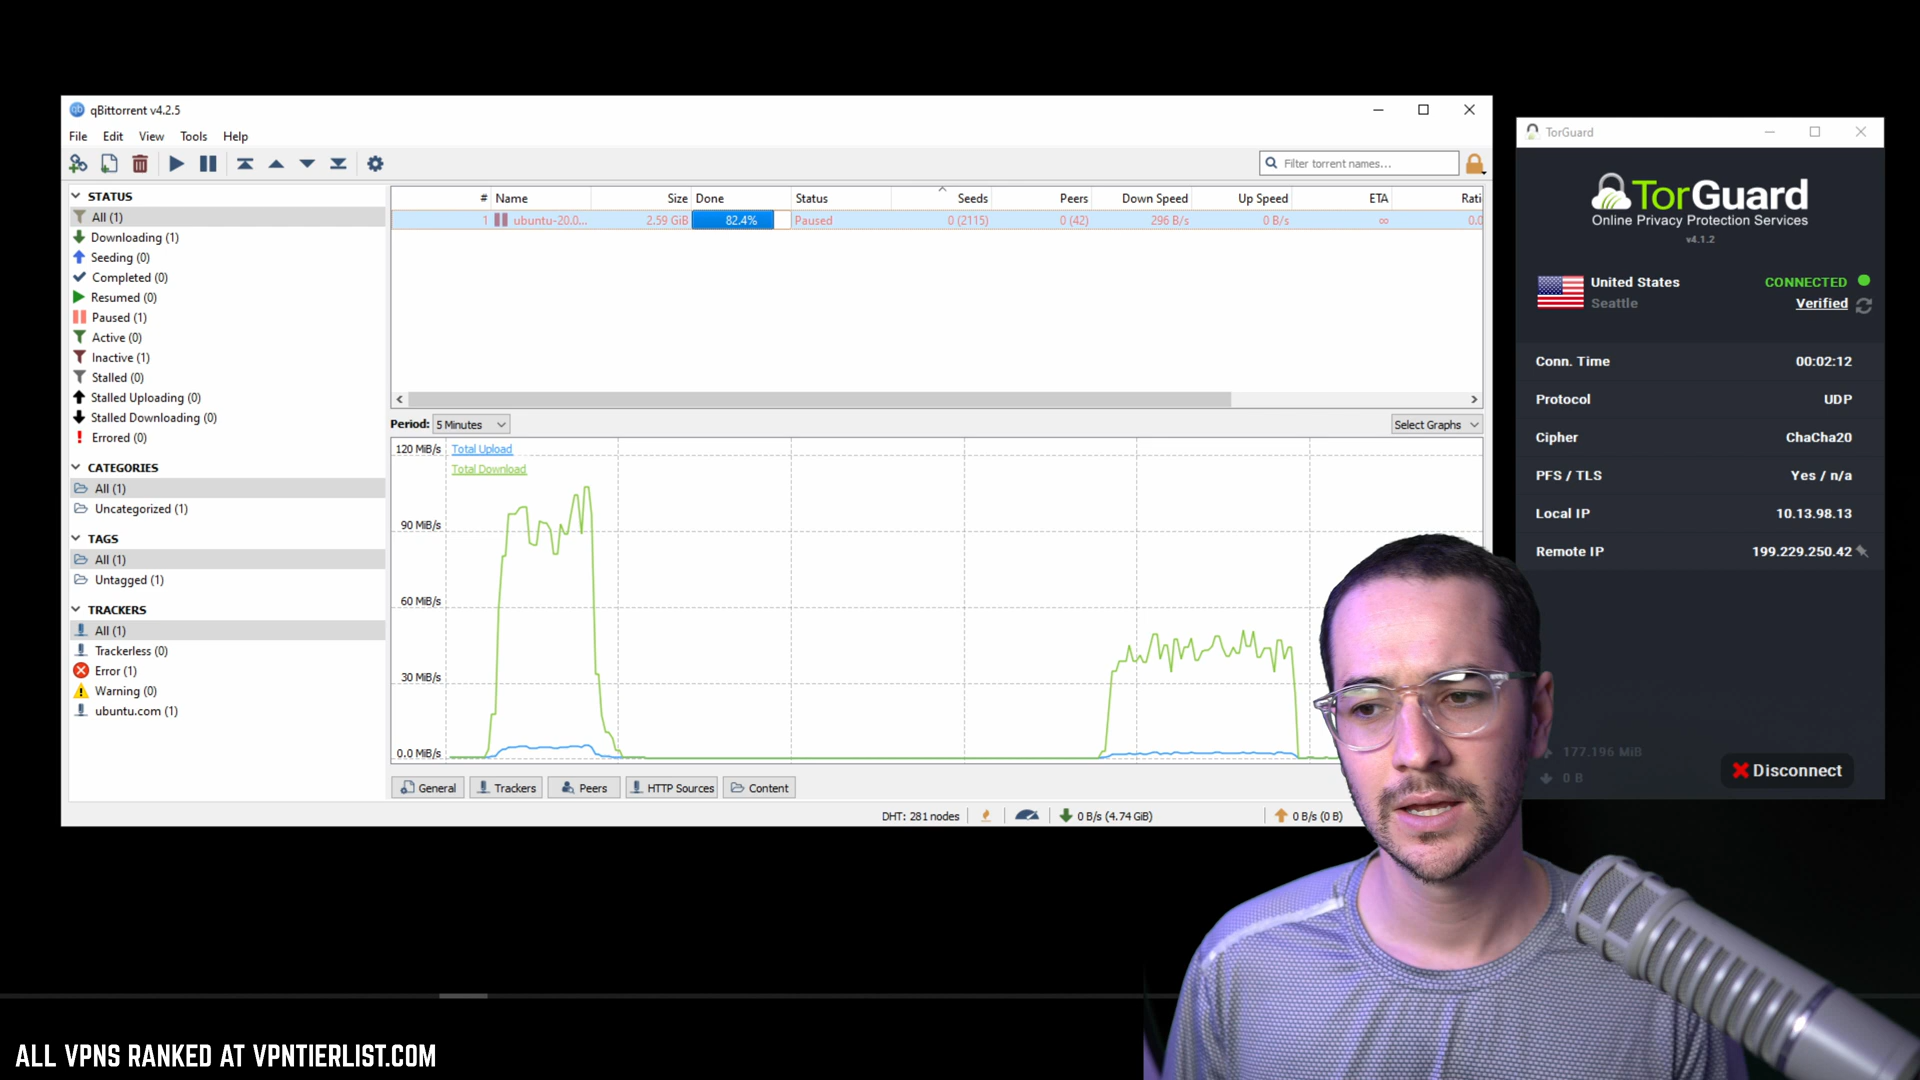 qBittorrent v4.2.5
File Edit View Tools Help
Filter torrent names...
STATUS
All (1)
Downloading (1)
Seeding (0)
Completed (0)
Resumed (0)
Paused (1)
Active (0)
Inactive (1)
Stalled (0)
Stalled Uploading (0)
Stalled Downloading (0)
Errored (0)
CATEGORIES
All (1)
Uncategorized (1)
TAGS
All (1)
Untagged (1)
TRACKERS
All (1)
Trackerless (0)
Error (1)
Warning (0)
ubuntu.com (1)
# Name Size Done Status Seeds Peers Down Speed Up Speed ETA Rati
1 ubuntu-20.0... 2.59 GiB 82.4% Paused 0 (2115) 0 (42) 296 B/s 0 B/s ∞ 0.0
Period: 5 Minutes Select Graphs
120 MiB/s Total Upload
Total Download
90 MiB/s
60 MiB/s
30 MiB/s
0.0 MiB/s
General Trackers Peers HTTP Sources Content
DHT: 281 nodes 0 B/s (4.74 GiB) 0 B/s (0 B)
TorGuard
TorGuard
Online Privacy Protection Services
v4.1.2
United States CONNECTED
Seattle Verified
Conn. Time 00:02:12
Protocol UDP
Cipher ChaCha20
PFS / TLS Yes / n/a
Local IP 10.13.98.13
Remote IP 199.229.250.42
177.196 MiB
0 B
Disconnect
ALL VPNS RANKED AT VPNTIERLIST.COM